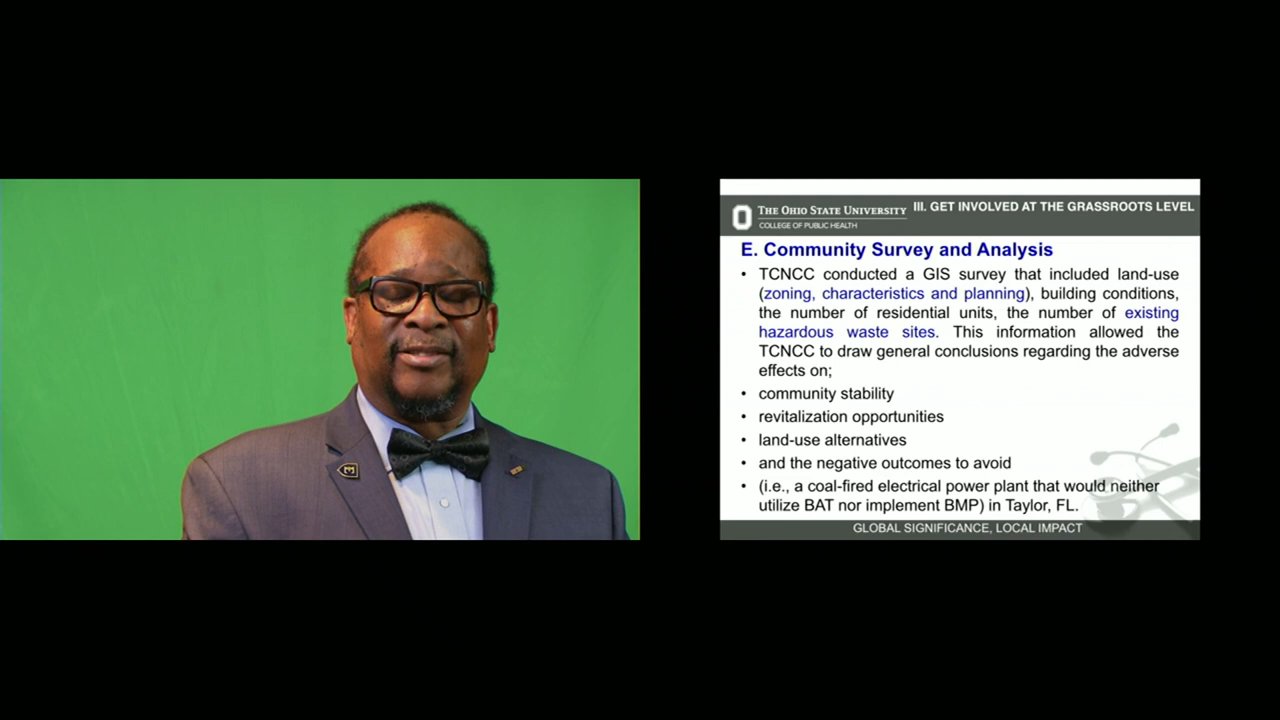 THE OHIO STATE UNIVERSITY
COLLEGE OF PUBLIC HEALTH
III. GET INVOLVED AT THE GRASSROOTS LEVEL
E. Community Survey and Analysis
• TCNCC conducted a GIS survey that included land-use
(zoning, characteristics and planning), building conditions,
the number of residential units, the number of existing
hazardous waste sites. This information allowed the
TCNCC to draw general conclusions regarding the adverse
effects on;
• community stability
• revitalization opportunities
• land-use alternatives
• and the negative outcomes to avoid
• (i.e., a coal-fired electrical power plant that would neither
utilize BAT nor implement BMP) in Taylor, FL.
GLOBAL SIGNIFICANCE, LOCAL IMPACT